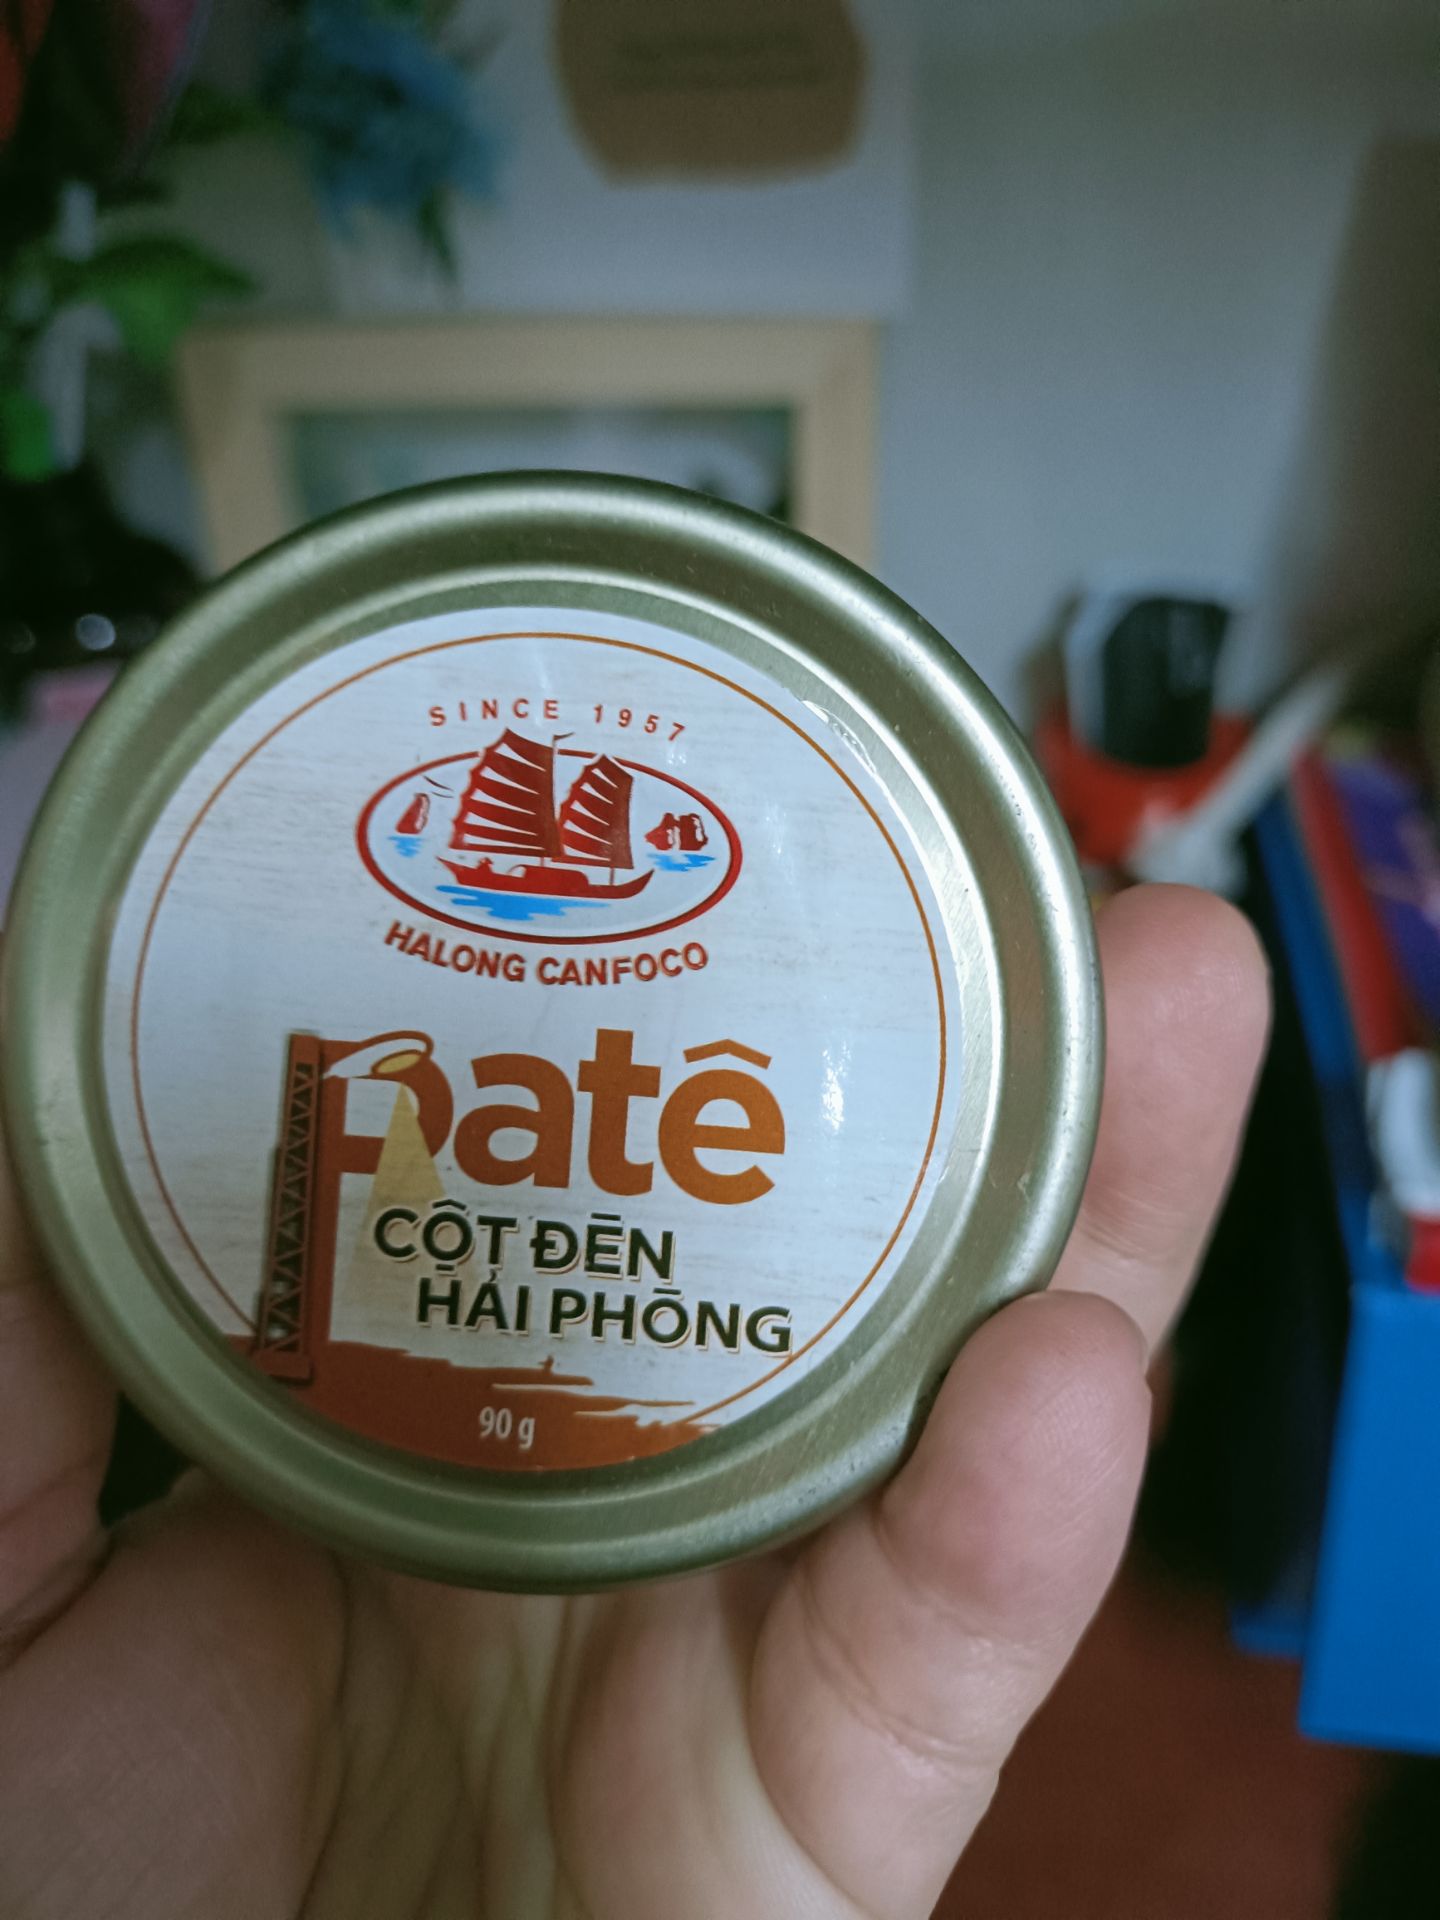 SINCE 1957
HALONG CANFOCO
Patê
CỘT ĐÈN
HẢI PHÒNG
90 g